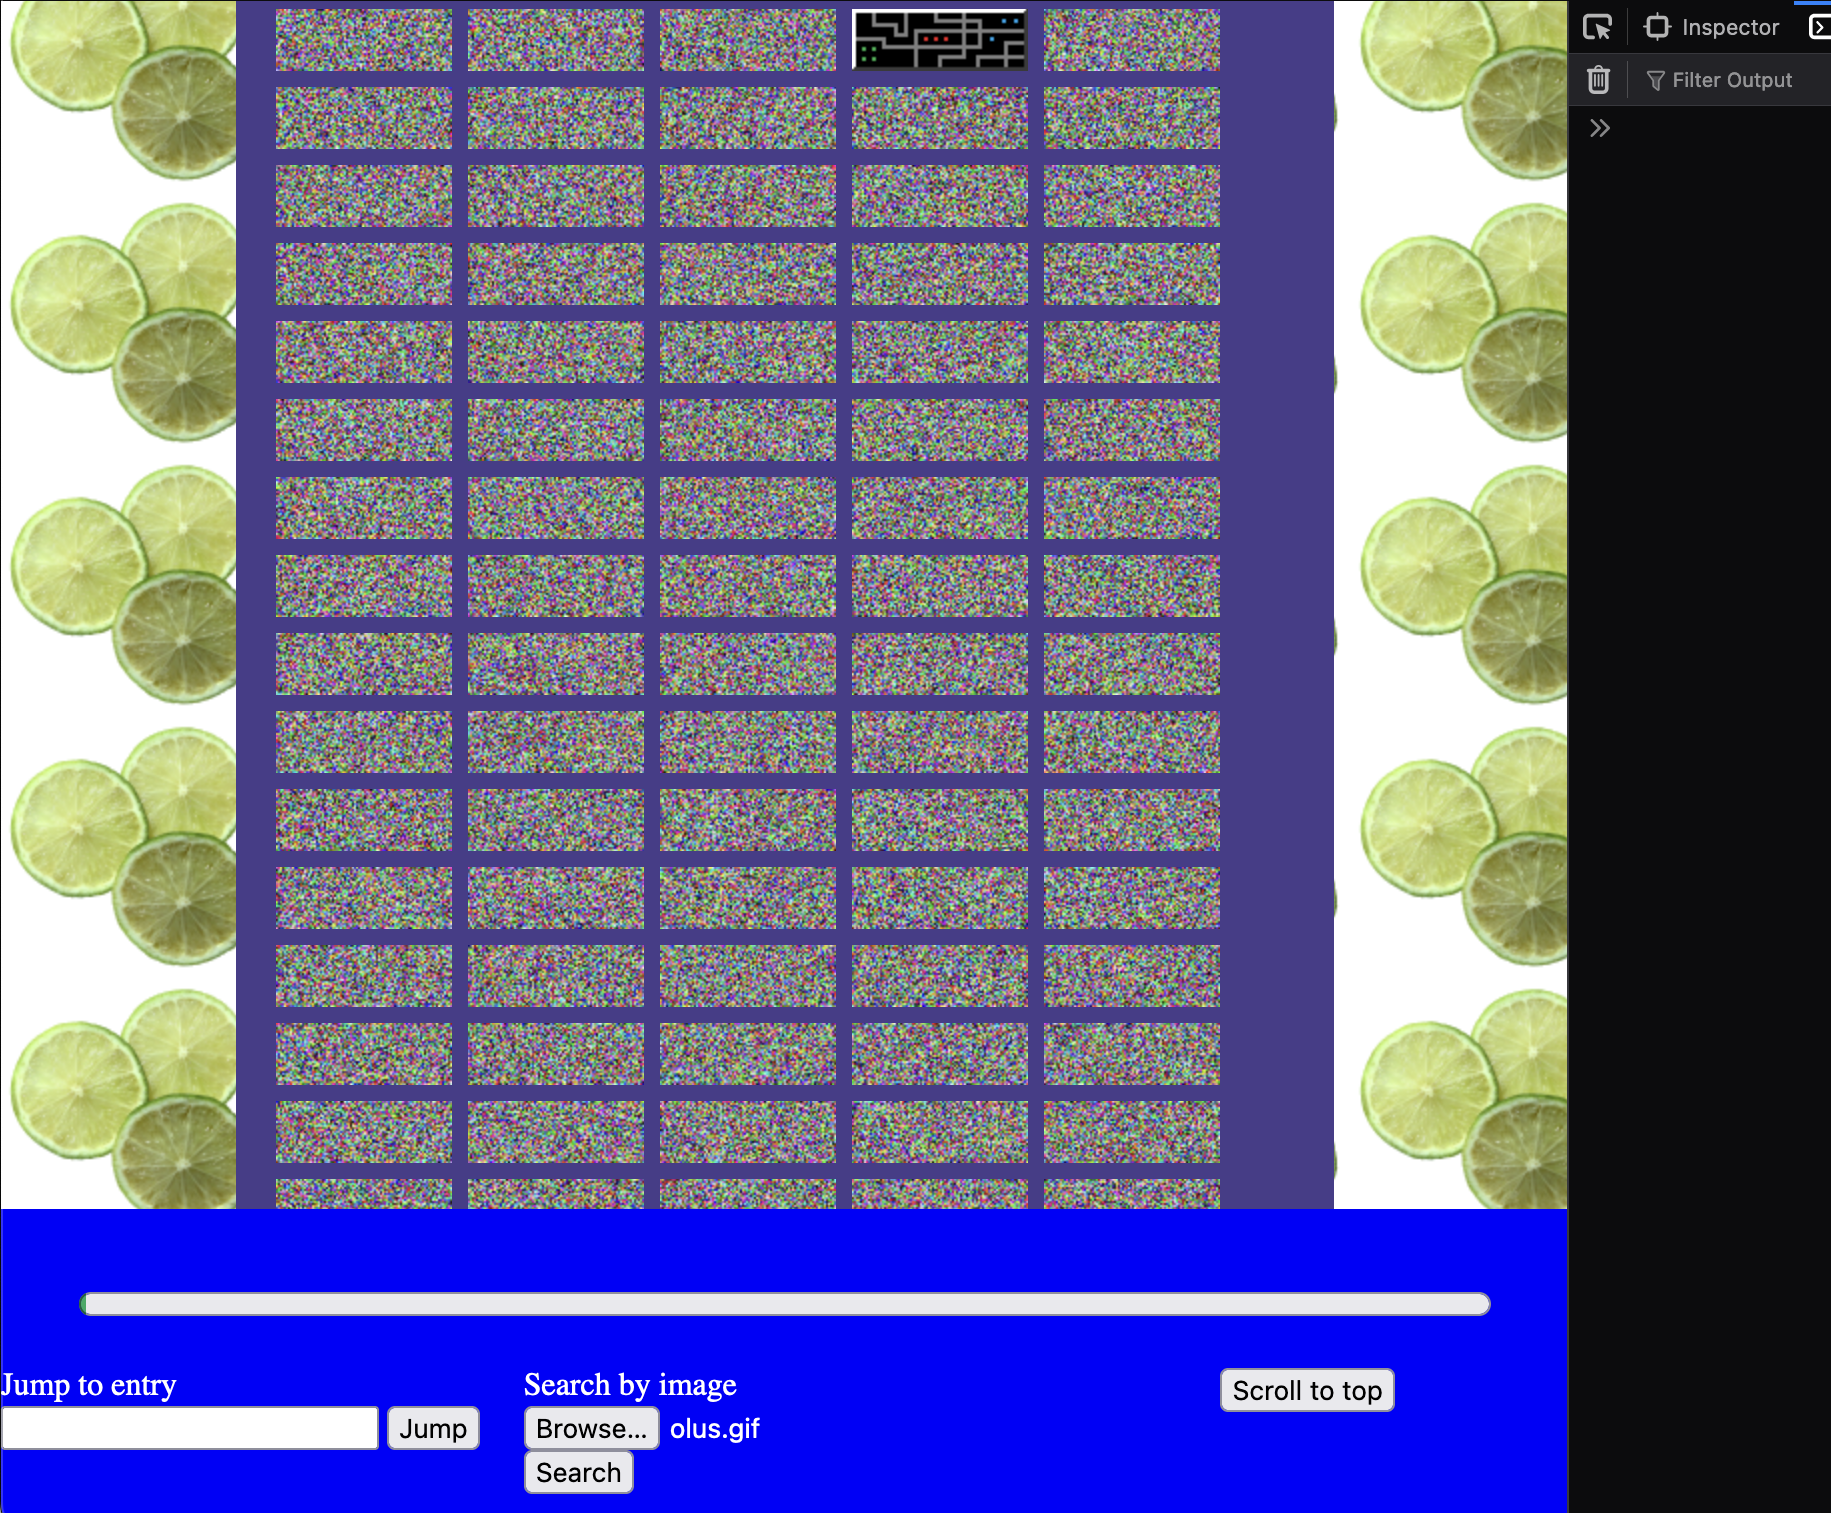 Inspector
Filter Output
Jump to entry
Search by image
Scroll to top
Jump
Browse...
olus.gif
Search